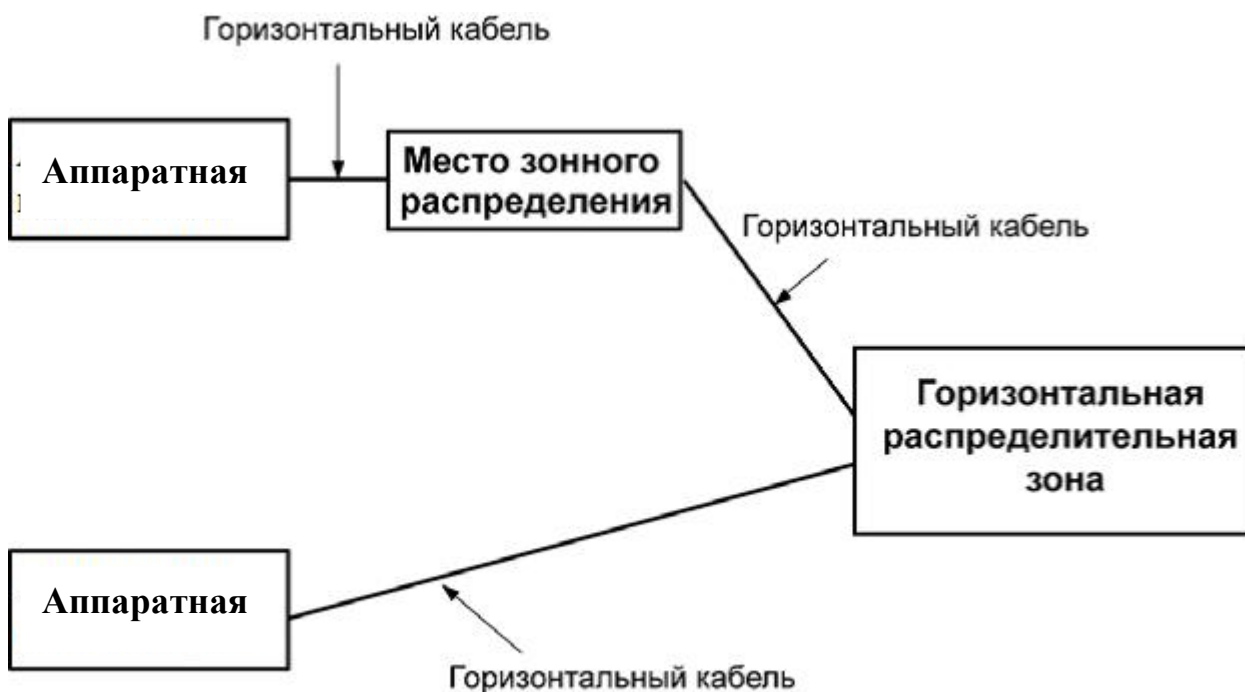 Горизонтальный кабель
Аппаратная
Место зонного
распределения
Горизонтальный кабель
Горизонтальная
распределительная
зона
Аппаратная
Горизонтальный кабель